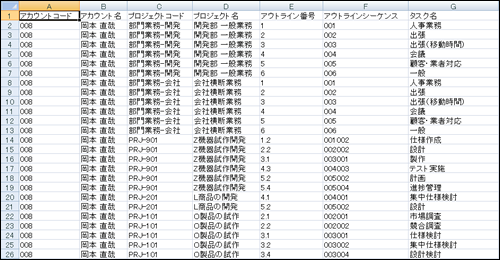 A B C D E F G
1 アカウントコード アカウント名 プロジェクトコード プロジェクト名 アウトライン番号 アウトラインシーケンス タスク名
2 008 岡本 直哉 部門業務-開発 開発部 一般業務 1 001 人事業務
3 008 岡本 直哉 部門業務-開発 開発部 一般業務 2 002 出張
4 008 岡本 直哉 部門業務-開発 開発部 一般業務 3 003 出張(移動時間)
5 008 岡本 直哉 部門業務-開発 開発部 一般業務 4 004 会議
6 008 岡本 直哉 部門業務-開発 開発部 一般業務 5 005 顧客・業者対応
7 008 岡本 直哉 部門業務-開発 開発部 一般業務 6 006 一般
8 008 岡本 直哉 部門業務-会社 会社横断業務 1 001 人事業務
9 008 岡本 直哉 部門業務-会社 会社横断業務 2 002 出張
10 008 岡本 直哉 部門業務-会社 会社横断業務 3 003 出張(移動時間)
11 008 岡本 直哉 部門業務-会社 会社横断業務 4 004 会議
12 008 岡本 直哉 部門業務-会社 会社横断業務 5 005 顧客・業者対応
13 008 岡本 直哉 部門業務-会社 会社横断業務 6 006 一般
14 008 岡本 直哉 PRJ-901 Z機器試作開発 1.2 001002 仕様作成
15 008 岡本 直哉 PRJ-901 Z機器試作開発 2.2 002002 設計
16 008 岡本 直哉 PRJ-901 Z機器試作開発 3.1 003001 製作
17 008 岡本 直哉 PRJ-901 Z機器試作開発 4.3 004003 テスト実施
18 008 岡本 直哉 PRJ-901 Z機器試作開発 5.2 005002 計画
19 008 岡本 直哉 PRJ-901 Z機器試作開発 5.4 005004 進捗管理
20 008 岡本 直哉 PRJ-201 L商品の開発 4.1 004001 集中仕様検討
21 008 岡本 直哉 PRJ-201 L商品の開発 5.2 005002 設計
22 008 岡本 直哉 PRJ-101 O製品の試作 2.1 002001 市場調査
23 008 岡本 直哉 PRJ-101 O製品の試作 2.2 002002 競合調査
24 008 岡本 直哉 PRJ-101 O製品の試作 3.1 003001 仕様検討
25 008 岡本 直哉 PRJ-101 O製品の試作 3.2 003002 集中仕様検討
26 008 岡本 直哉 PRJ-101 O製品の試作 3.4 003004 設計検討